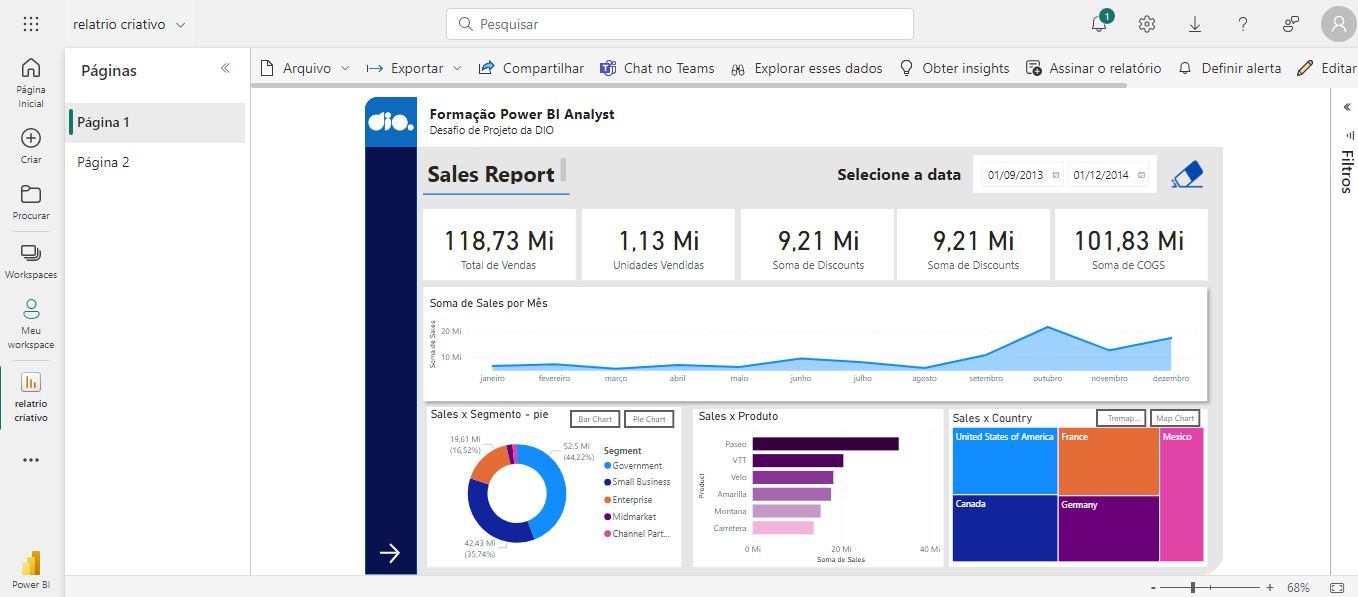 relatrio criativo
Pesquisar
1
Página
Inicial
Criar
Procurar
Workspaces
Meu
workspace
relatrio
criativo
Power BI
Páginas
Página 1
Página 2
Arquivo
Exportar
Compartilhar
Chat no Teams
Explorar esses dados
Obter insights
Assinar o relatório
Definir alerta
Editar
dio.
Formação Power BI Analyst
Desafio de Projeto da DIO
Sales Report
Selecione a data
01/09/2013
01/12/2014
118,73 Mi
Total de Vendas
1,13 Mi
Unidades Vendidas
9,21 Mi
Soma de Discounts
9,21 Mi
Soma de Discounts
101,83 Mi
Soma de COGS
Soma de Sales por Mês
Soma de Sales
20 Mi
10 Mi
janeiro fevereiro março abril maio junho julho agosto setembro outubro novembro dezembro
Sales x Segmento - pie
Bar Chart
Pie Chart
19,61 Mi
(16,52%)
52,5 Mi
(44,22%)
42,43 Mi
(35,74%)
Segment
Government
Small Business
Enterprise
Midmarket
Channel Part...
Sales x Produto
Product
Paseo
VTT
Velo
Amarilla
Montana
Carretera
0 Mi 20 Mi 40 Mi
Soma de Sales
Sales x Country
Tremap...
Map Chart
United States of America
France
Mexico
Canada
Germany
Filtros
- + 68%